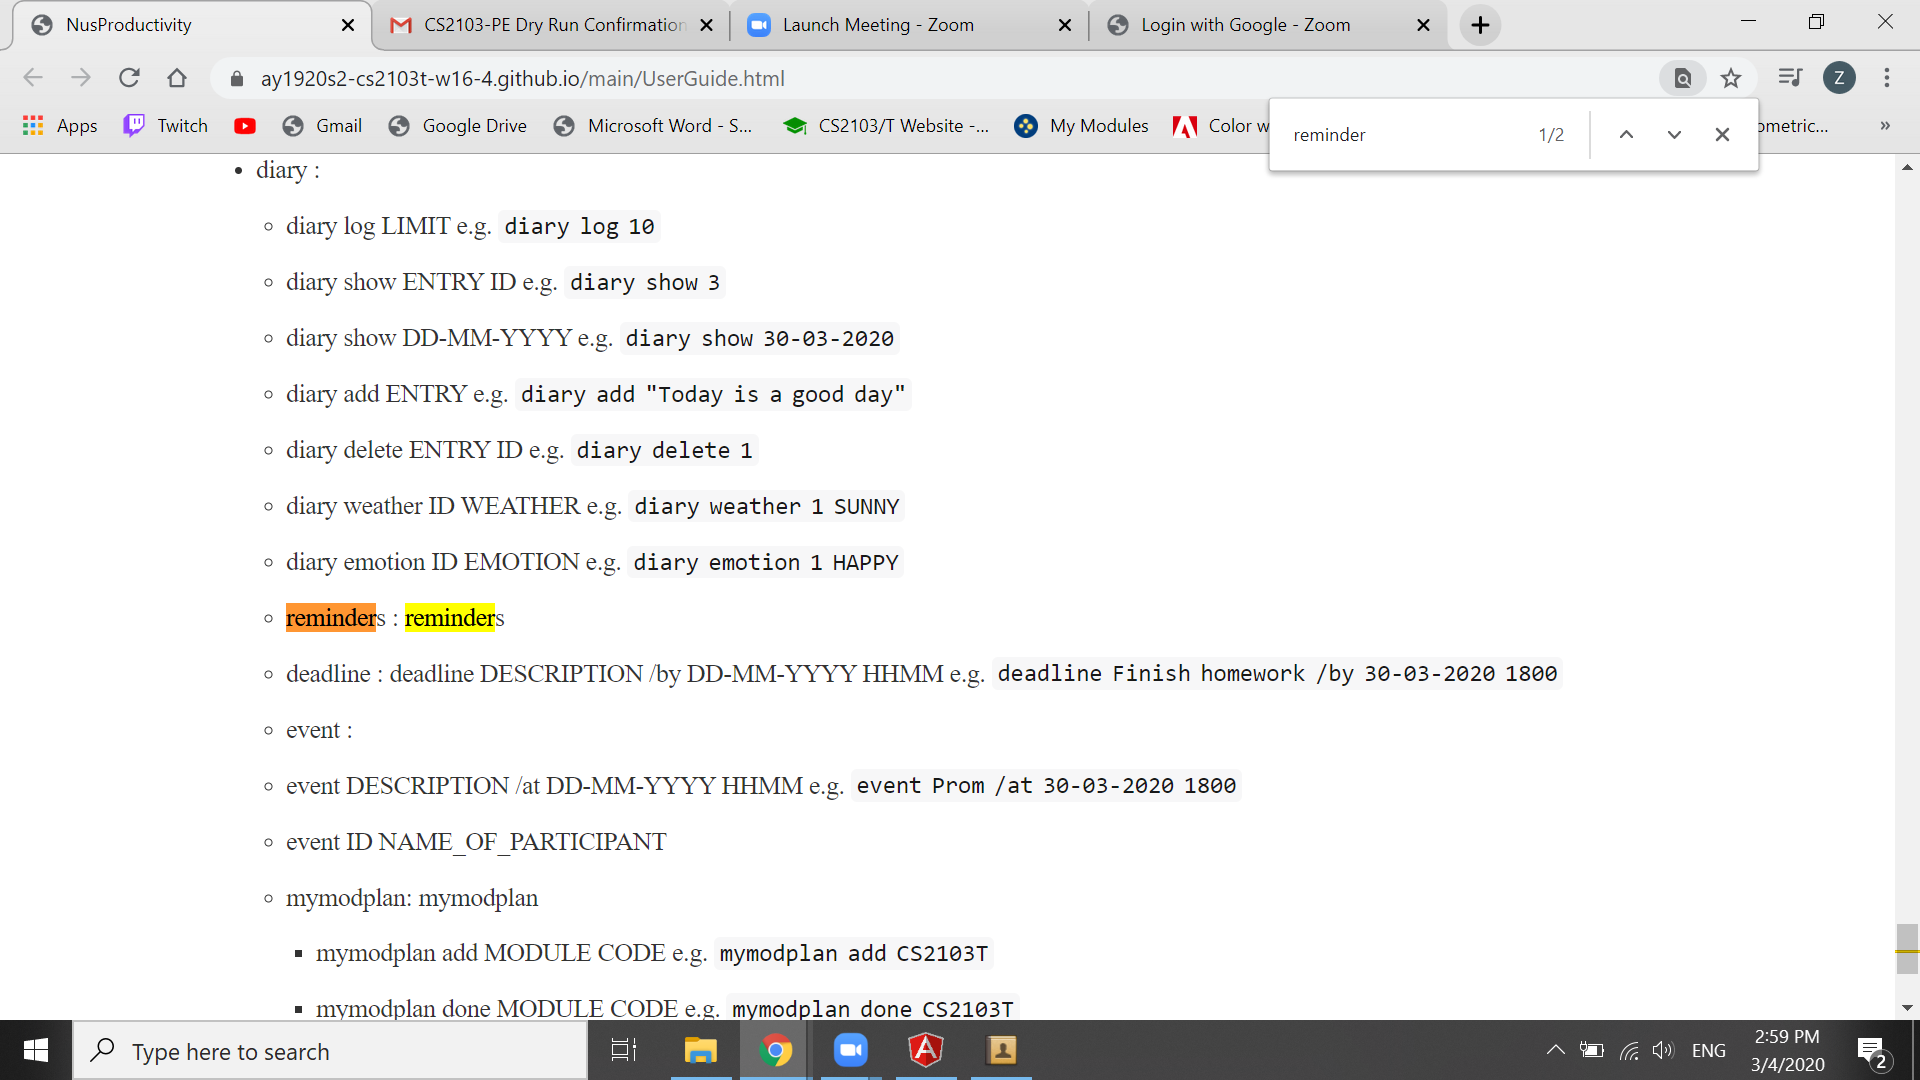 NusProductivity
CS2103-PE Dry Run Confirmation
Launch Meeting - Zoom
Login with Google - Zoom
ay1920s2-cs2103t-w16-4.github.io/main/UserGuide.html
Z
Apps
Twitch
Gmail
Google Drive
Microsoft Word - S...
CS2103/T Website -...
My Modules
Color w
ometric...
»
reminder
1/2
diary :
diary log LIMIT e.g. diary log 10
diary show ENTRY ID e.g. diary show 3
diary show DD-MM-YYYY e.g. diary show 30-03-2020
diary add ENTRY e.g. diary add "Today is a good day"
diary delete ENTRY ID e.g. diary delete 1
diary weather ID WEATHER e.g. diary weather 1 SUNNY
diary emotion ID EMOTION e.g. diary emotion 1 HAPPY
reminders : reminders
deadline : deadline DESCRIPTION /by DD-MM-YYYY HHMM e.g. deadline Finish homework /by 30-03-2020 1800
event :
event DESCRIPTION /at DD-MM-YYYY HHMM e.g. event Prom /at 30-03-2020 1800
event ID NAME_OF_PARTICIPANT
mymodplan: mymodplan
mymodplan add MODULE CODE e.g. mymodplan add CS2103T
mymodplan done MODULE CODE e.g. mymodplan done CS2103T
Type here to search
ENG
2:59 PM
3/4/2020
2